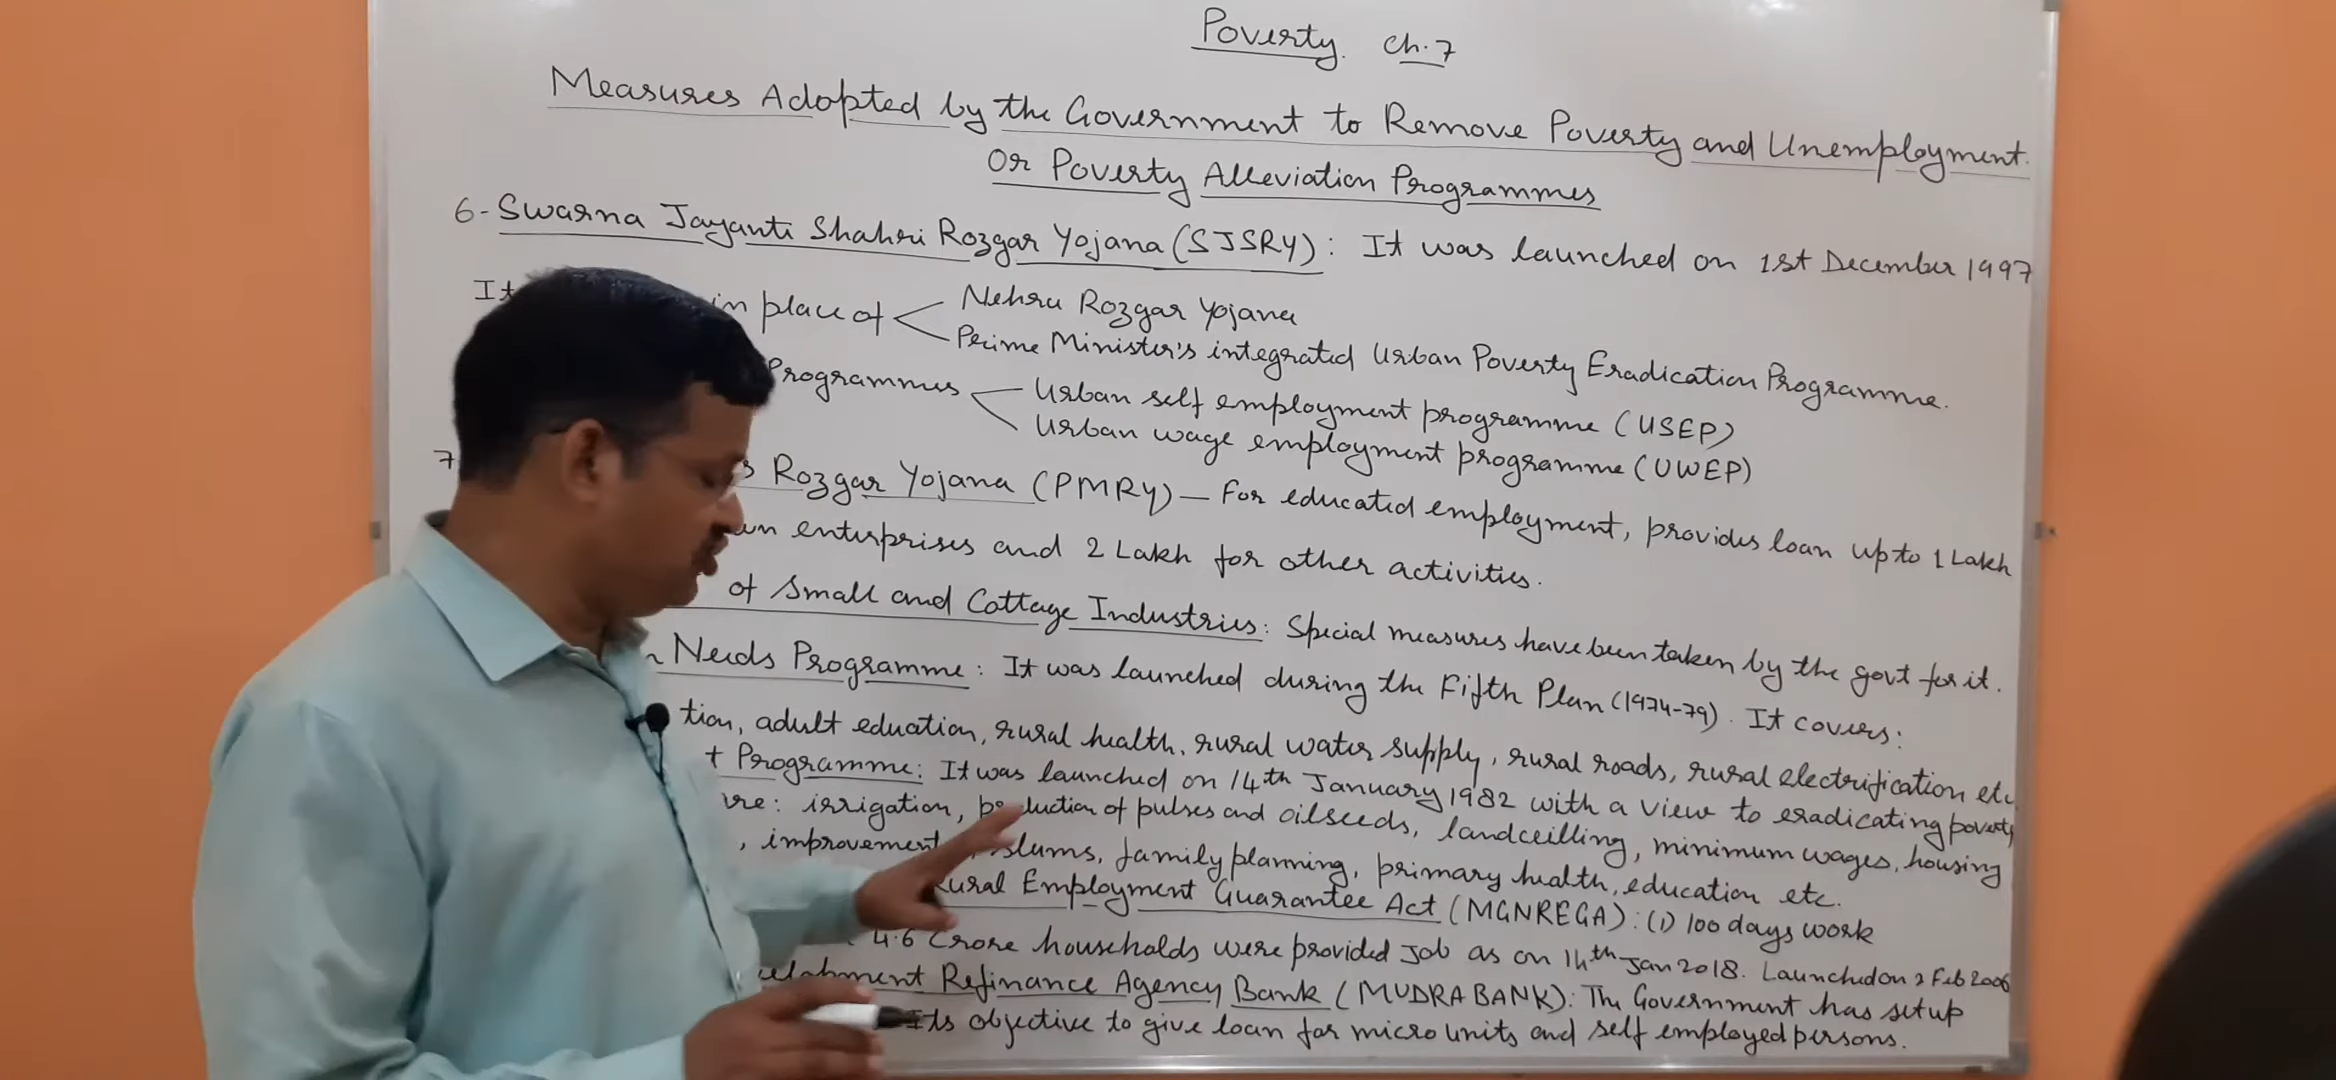 Poverty. Ch.7
Measures Adopted by the Government to Remove Poverty and Unemployment.
Or Poverty Alleviation Programmes
6- Swarna Jayanti Shahri Rozgar Yojana (SJSRY): It was launched on 1st December 1997
It in place of Nehru Rozgar Yojana
Prime Minister's integrated Urban Poverty Eradication Programme.
Programmes Urban self employment programme (USEP)
Urban wage employment programme (UWEP)
7 Rozgar Yojana (PMRY) — For educated employment, provides loan up to 1 Lakh
enterprises and 2 Lakh for other activities.
of Small and Cottage Industries: Special measures have been taken by the govt for it.
Needs Programme: It was launched during the Fifth Plan (1974-79). It covers:
tion, adult eduation, rural health, rural water supply, rural roads, rural electrification etc
t Programme: It was launched on 14th January 1982 with a view to eradicating poverty
are: irrigation, production of pulses and oilseeds, landceilling, minimum wages, housing
, improvement slums, family planning, primary health, education etc.
Rural Employment Guarantee Act (MGNREGA): (1) 100 days work
4.6 Crore households were provided Job as on 14th Jan 2018. Launched on 2 Feb 2006
Refinance Agency Bank (MUDRA BANK): The Government has set up
Its objective to give loan for micro units and self employed persons.